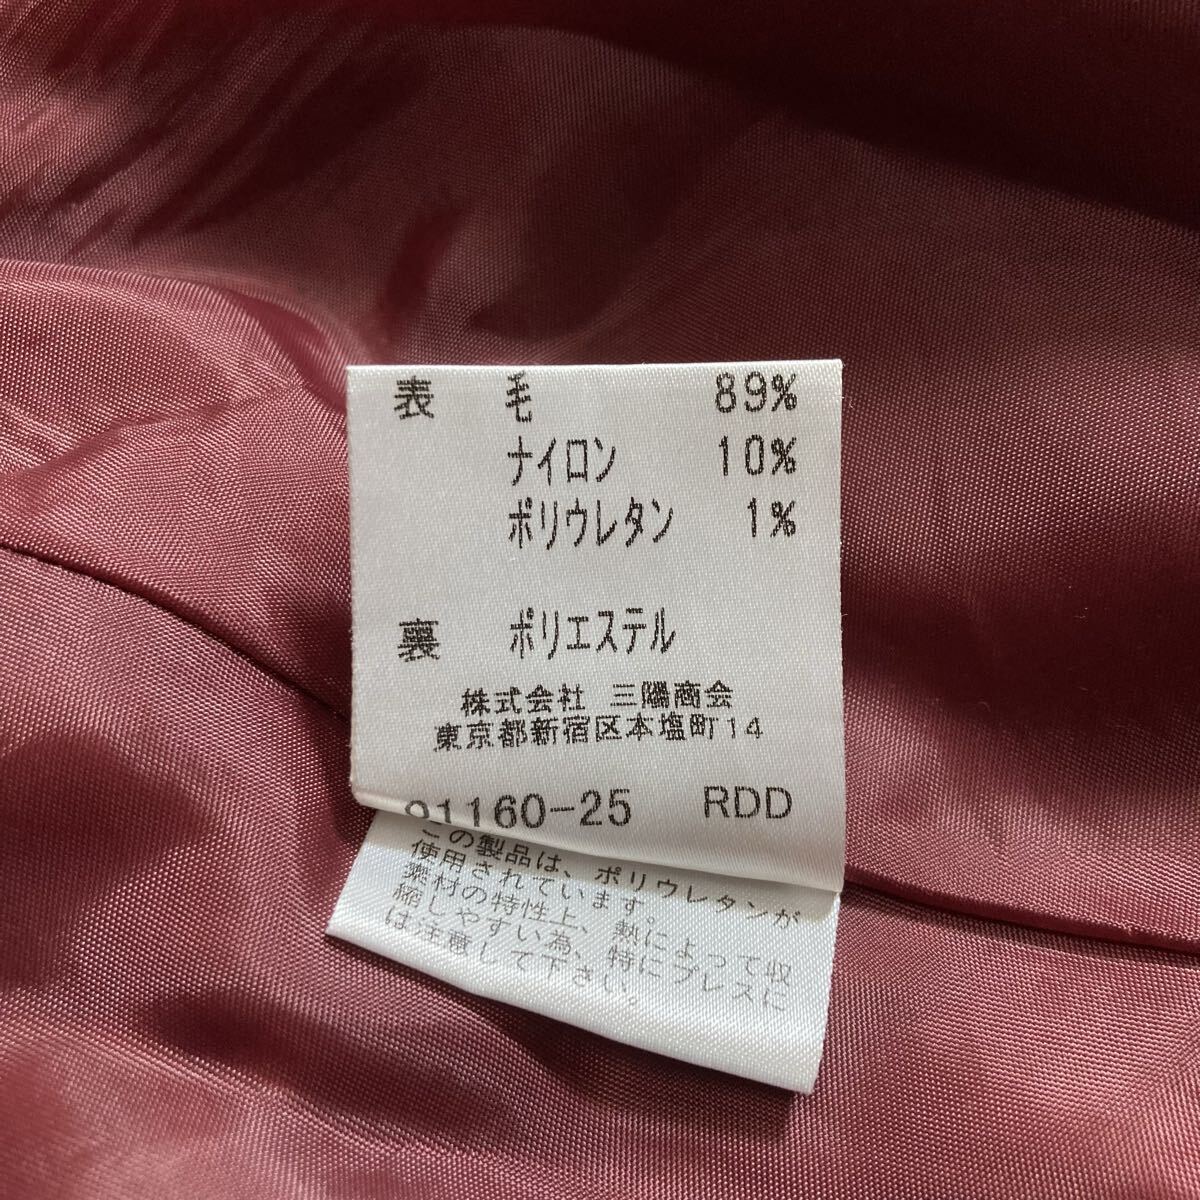 表 毛 89%
ナイロン 10%
ポリウレタン 1%
裏 ポリエステル
株式会社 三陽商会
東京都新宿区本塩町14
91160-25 RDD
この製品は、ポリウレタンが
使用されています。
素材の特性上、熱によって収
縮しやすい為、特にプレスに
は注意して下さい。